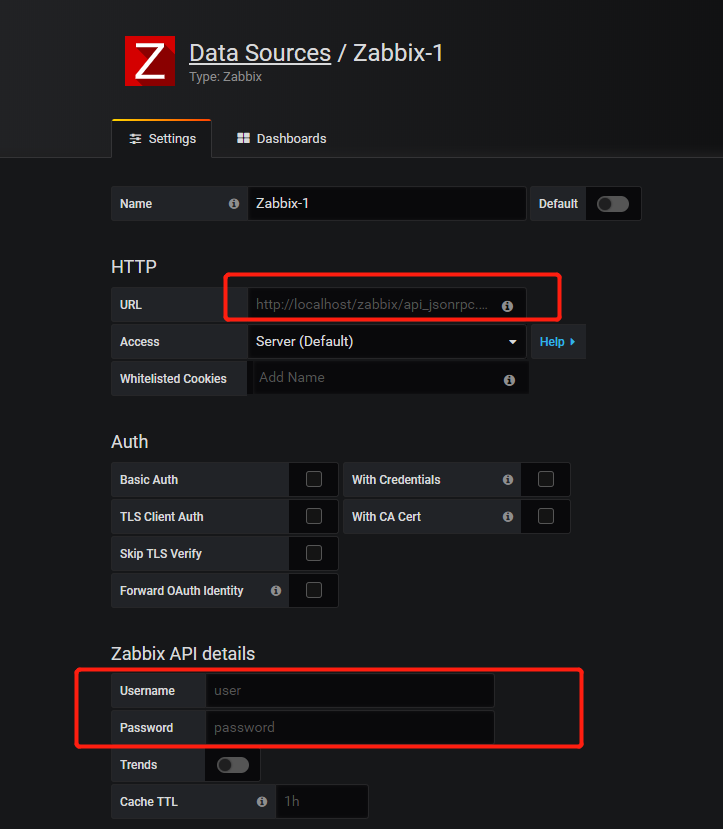 Z
Data Sources / Zabbix-1
Type: Zabbix
Settings Dashboards
Name Zabbix-1 Default
HTTP
URL http://localhost/zabbix/api_jsonrpc....
Access Server (Default) Help
Whitelisted Cookies Add Name
Auth
Basic Auth With Credentials
TLS Client Auth With CA Cert
Skip TLS Verify
Forward OAuth Identity
Zabbix API details
Username user
Password password
Trends
Cache TTL 1h